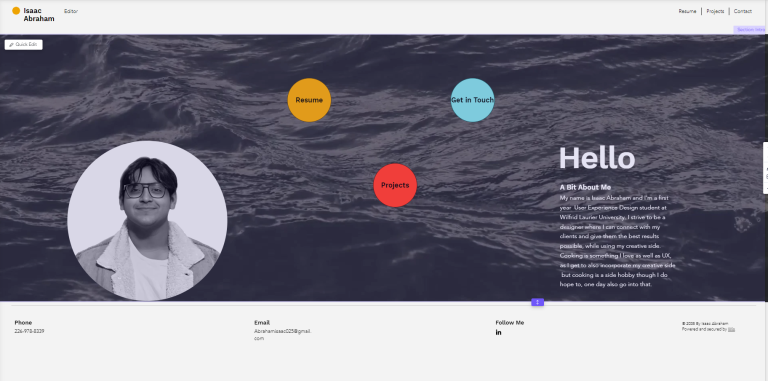 Isaac
Abraham
Editor
Resume
Projects
Contact
Quick Edit
Resume
Get in Touch
Projects
Hello
A Bit About Me
My name is Isaac Abraham and I'm a first
year User Experience Design student at
Wilfrid Laurier University. I strive to be a
designer where I can connect with my
clients and give them the best results
possible, while using my creative side.
Cooking is something I love as well as UX,
as I get to also incorporate my creative side
but cooking is a side hobby though I do
hope to, one day also go into that.
Phone
226-978-8339
Email
Abrahamisaac025@gmail.
com
Follow Me
in
By Isaac Abraham
Powered and secured by